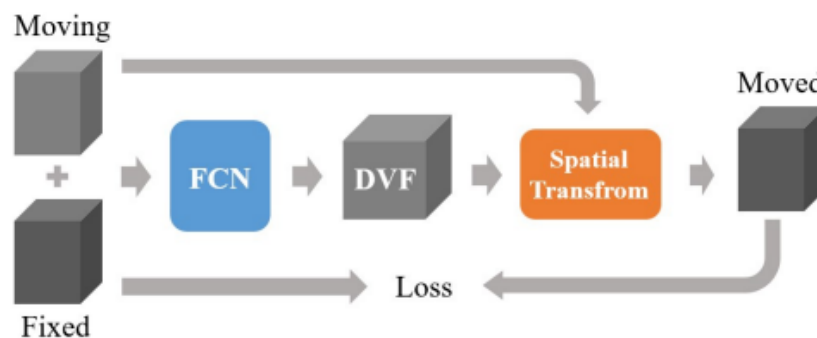 Moving
Moved
FCN
DVF
Spatial
Transfrom
Loss
Fixed